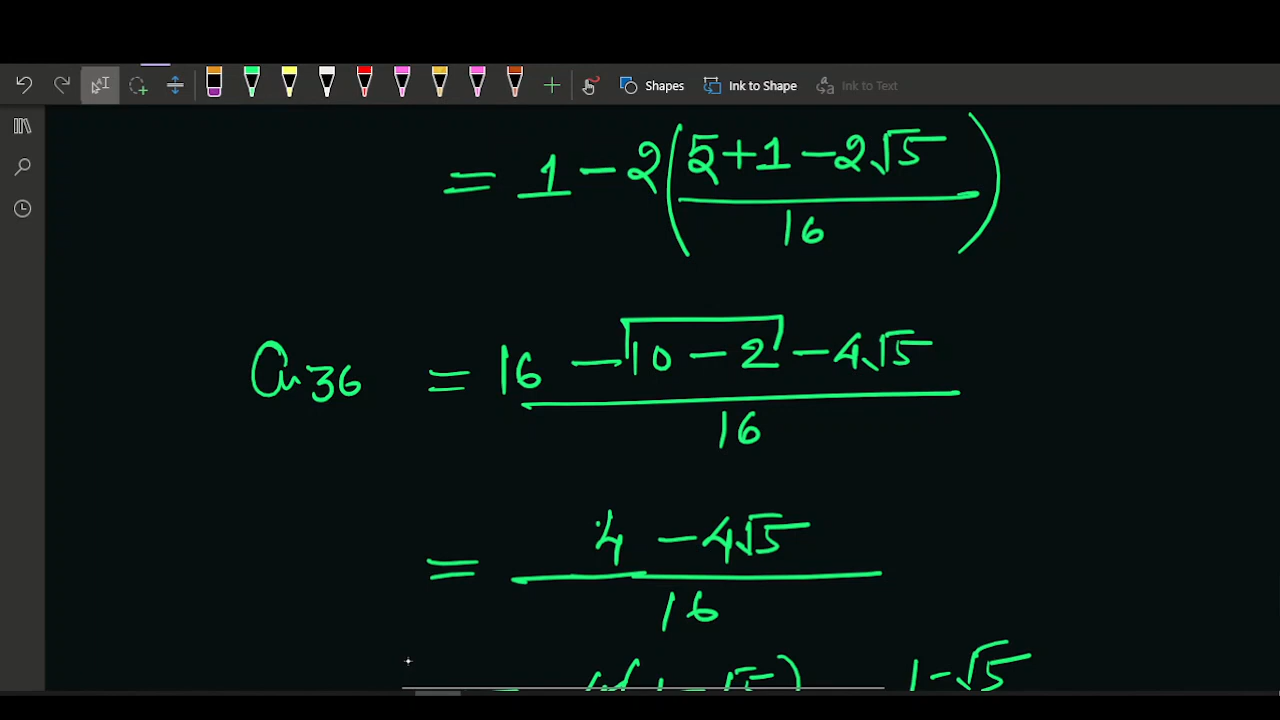 Shapes Ink to Shape Ink to Text
= 1 - 2 ( (5 + 1 - 2√5) / 16 )
Cos 36 = (16 - 10 - 2 - 4√5) / 16
= (4 - 4√5) / 16
1 - √5